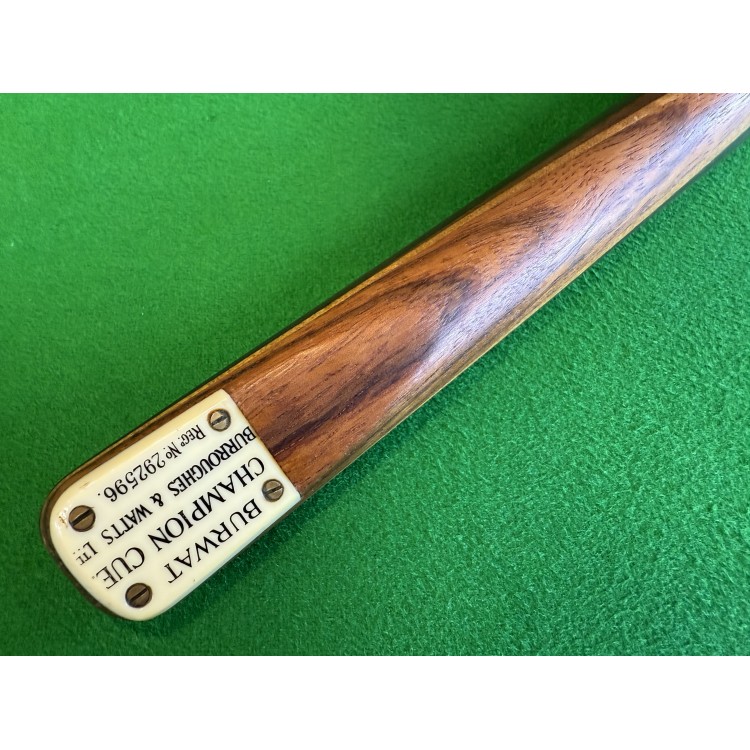 BURWAT
CHAMPION CUE.
BURROUGHES & WATTS LTD.
REGD. No. 292596.